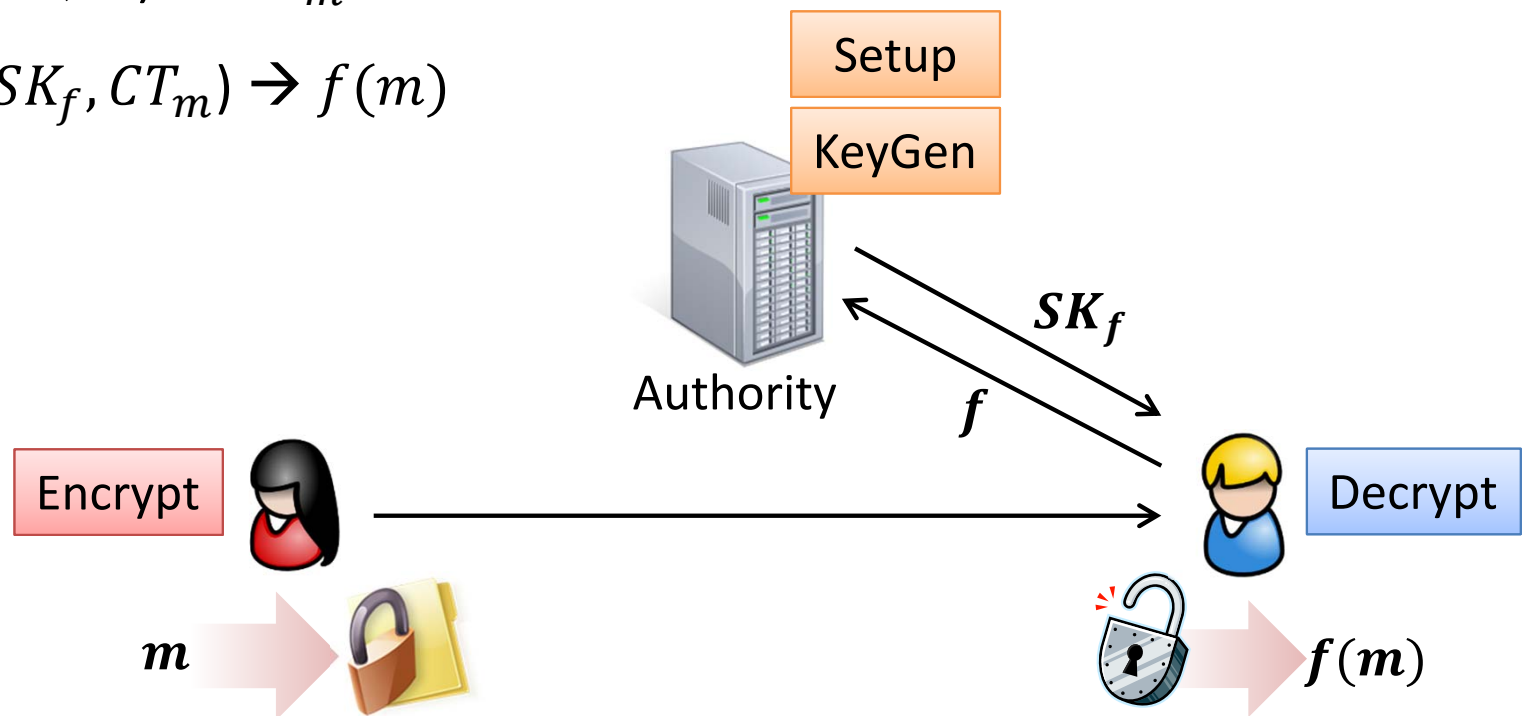 SK_f, CT_m) → f(m)
Setup
KeyGen
SK_f
f
Authority
Encrypt
Decrypt
m
f(m)